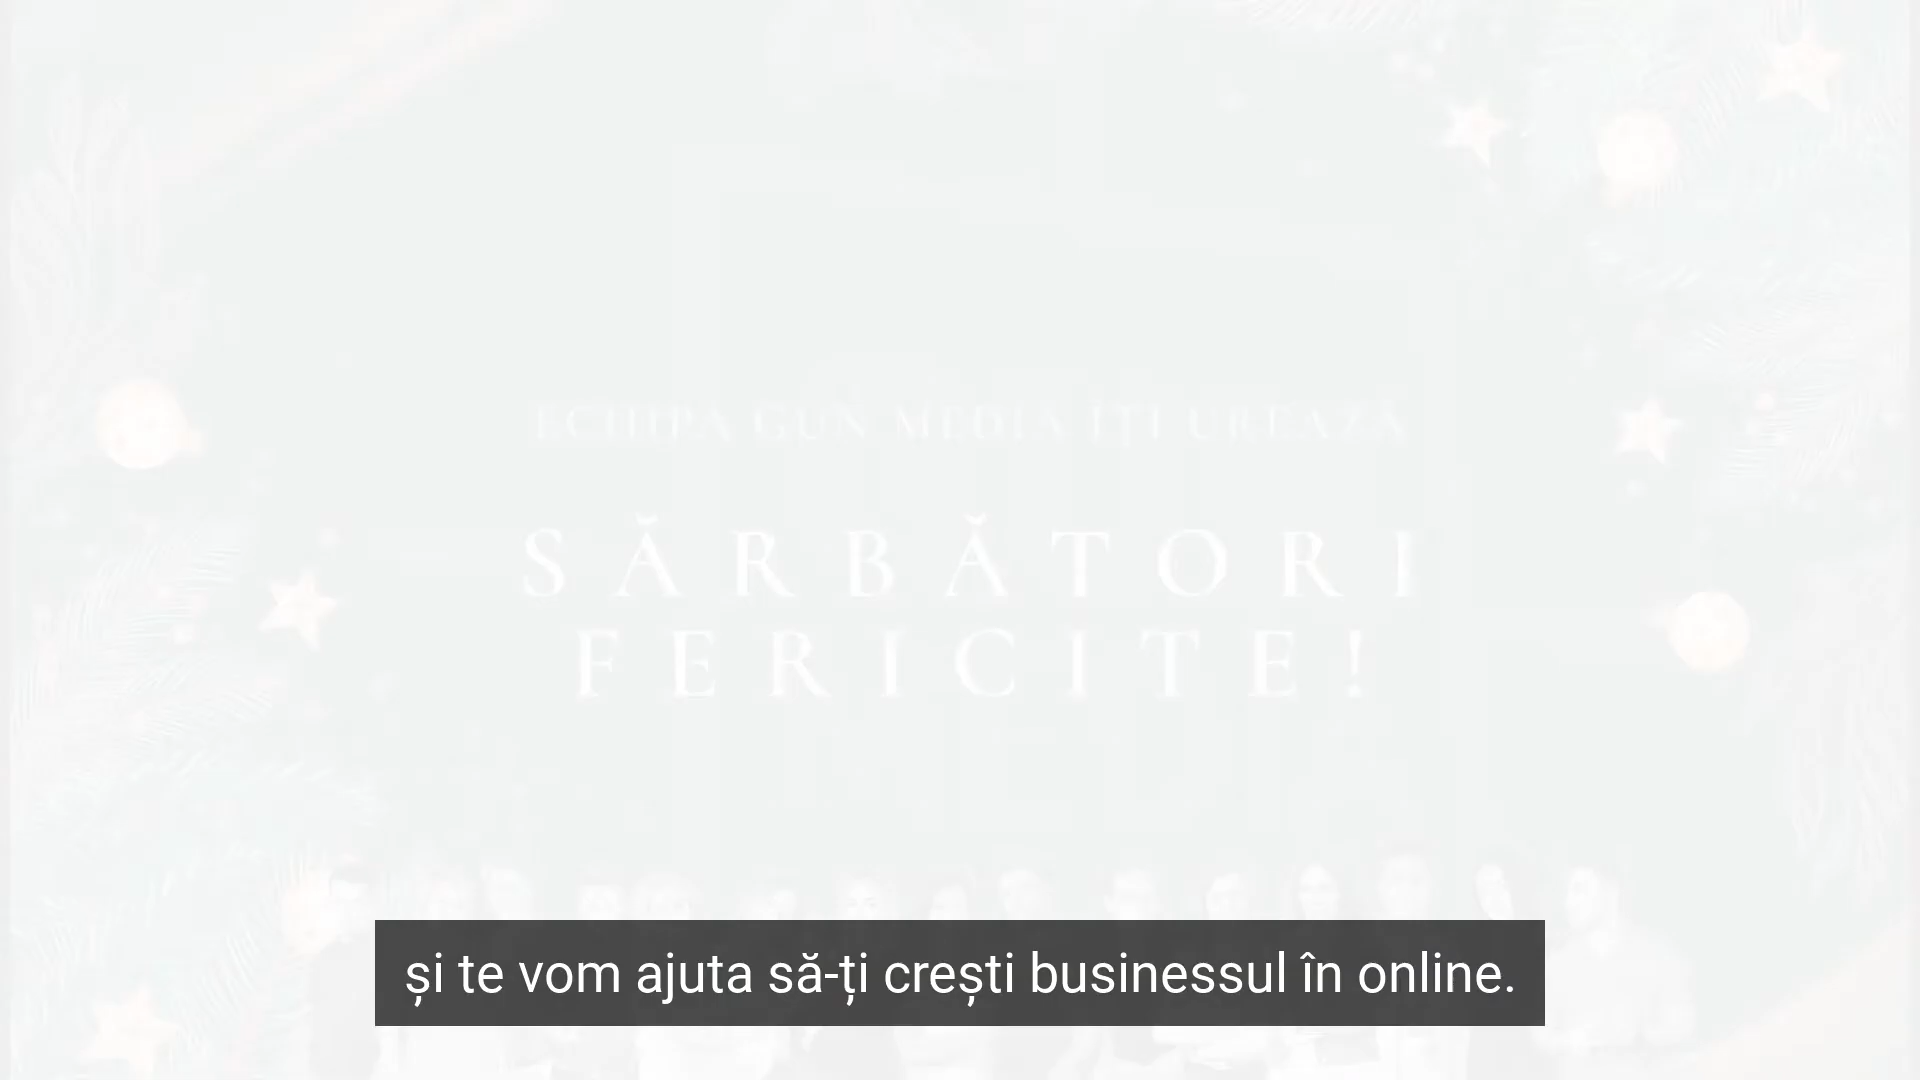 ECHIPA GUN MEDIA ÎȚI UREAZĂ
SĂRBĂTORI
FERICITE!
și te vom ajuta să-ți crești businessul în online.